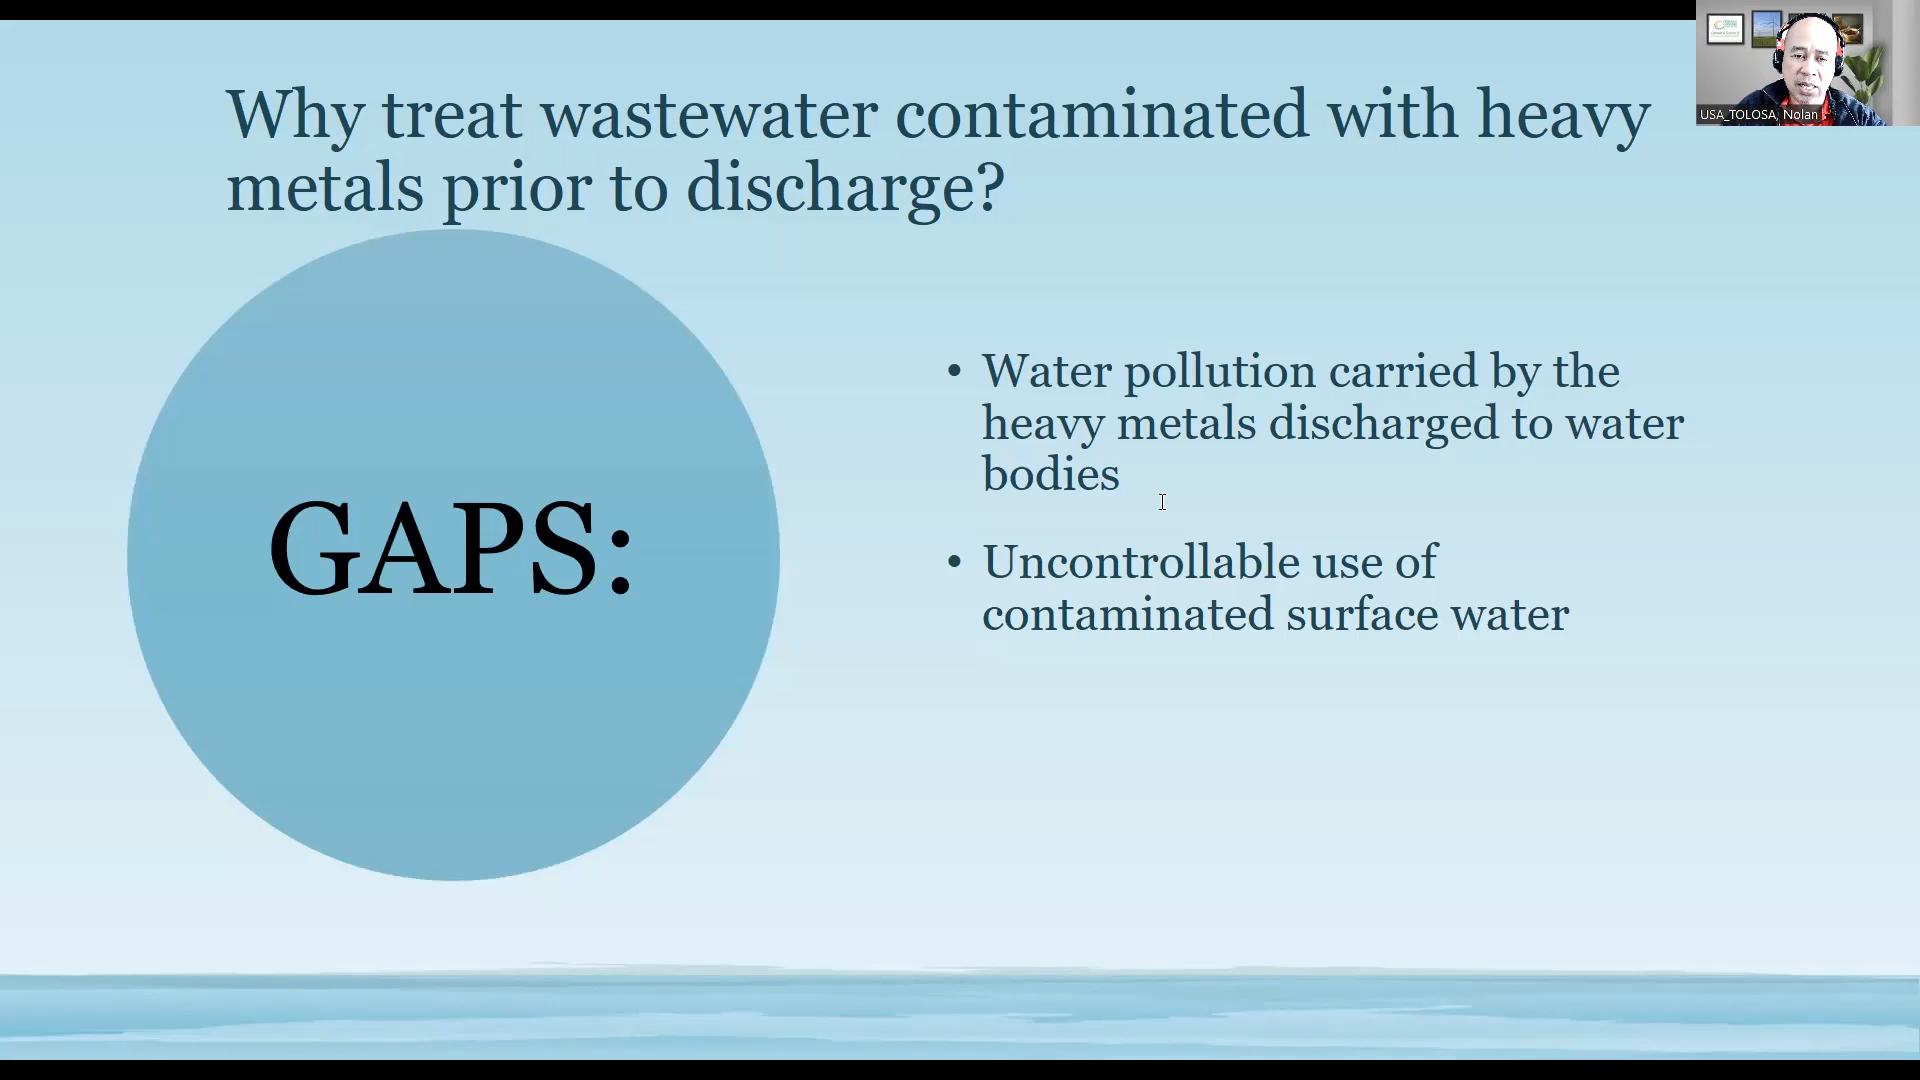 Why treat wastewater contaminated with heavy
metals prior to discharge?
GAPS:
• Water pollution carried by the
heavy metals discharged to water
bodies
• Uncontrollable use of
contaminated surface water
USA_TOLOSA, Nolan